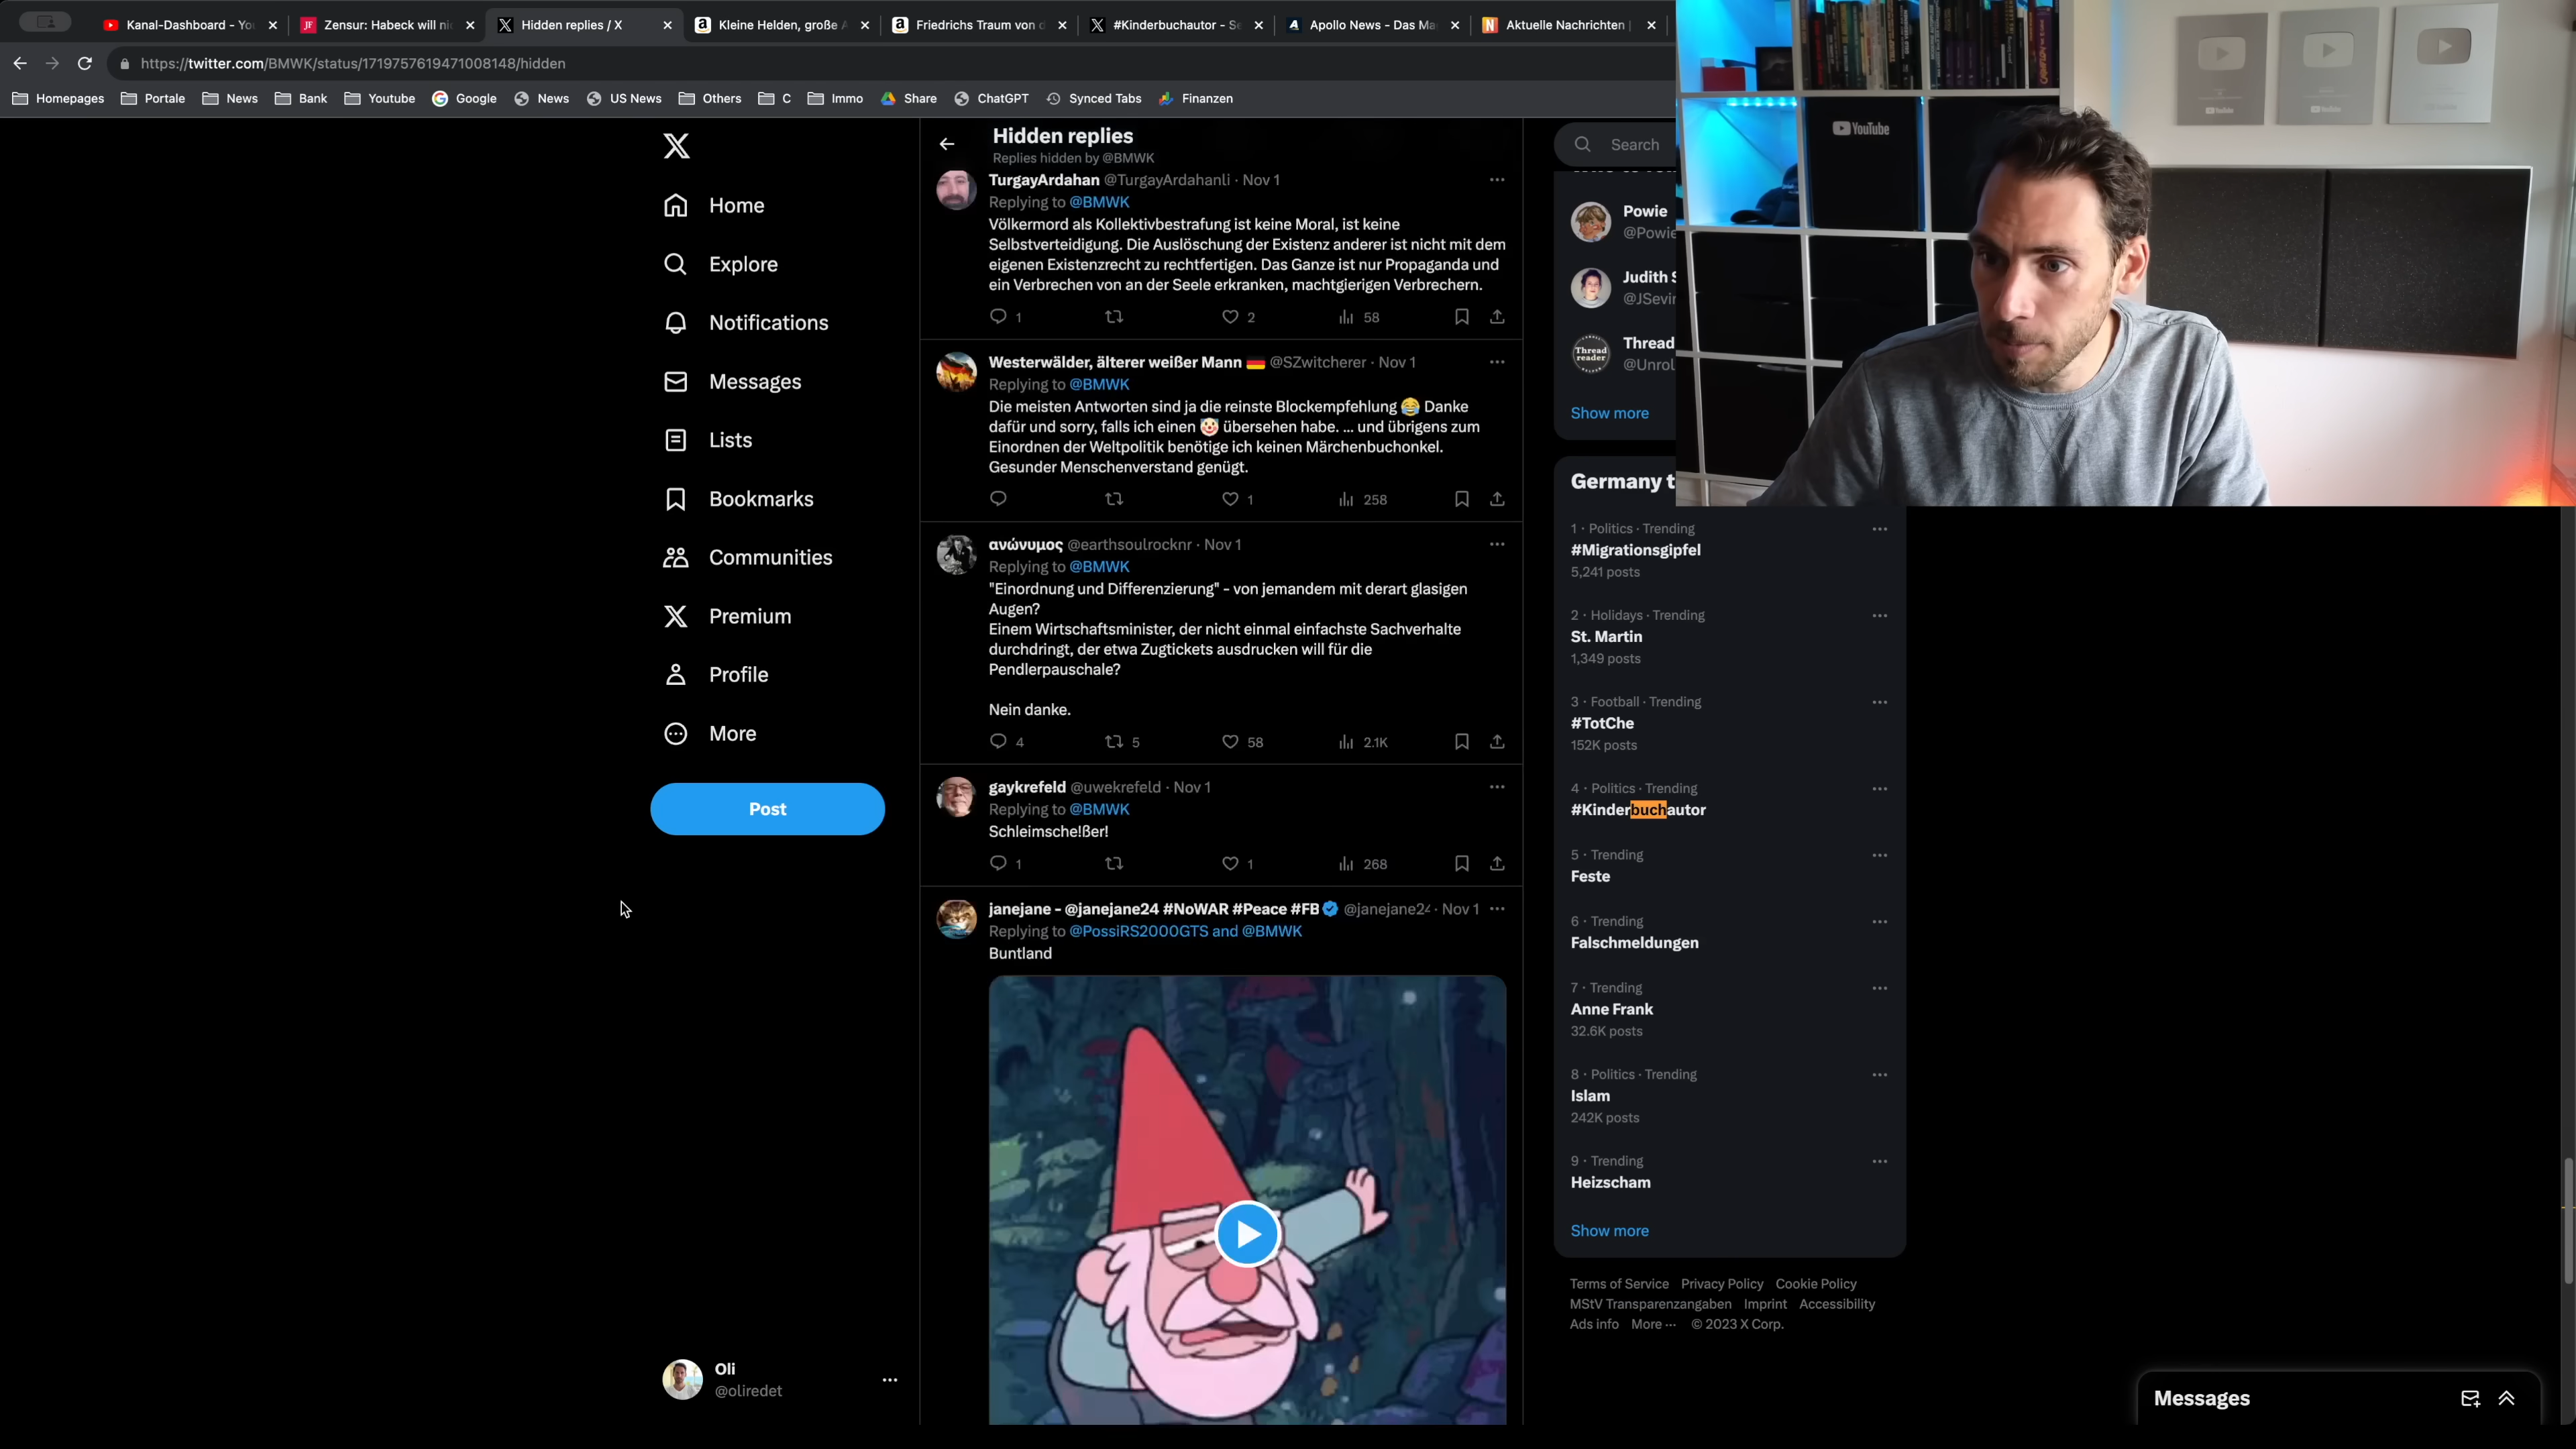 Kanal-Dashboard - You
Zensur: Habeck will ni
Hidden replies / X
Kleine Helden, große A
Friedrichs Traum von d
#Kinderbuchautor - Se
Apollo News - Das Ma
Aktuelle Nachrichten |
https://twitter.com/BMWK/status/1719757619471008148/hidden
Homepages
Portale
News
Bank
Youtube
Google
News
US News
Others
C
Immo
Share
ChatGPT
Synced Tabs
Finanzen
Home
Explore
Notifications
Messages
Lists
Bookmarks
Communities
Premium
Profile
More
Post
Oli
@oliredet
Hidden replies
Replies hidden by @BMWK
TurgayArdahan @TurgayArdahanli · Nov 1
Replying to @BMWK
Völkermord als Kollektivbestrafung ist keine Moral, ist keine
Selbstverteidigung. Die Auslöschung der Existenz anderer ist nicht mit dem
eigenen Existenzrecht zu rechtfertigen. Das Ganze ist nur Propaganda und
ein Verbrechen von an der Seele erkranken, machtgierigen Verbrechern.
1 2 58
Westerwälder, älterer weißer Mann 🇩🇪 @SZwitcherer · Nov 1
Replying to @BMWK
Die meisten Antworten sind ja die reinste Blockempfehlung 😂 Danke
dafür und sorry, falls ich einen 🤡 übersehen habe. ... und übrigens zum
Einordnen der Weltpolitik benötige ich keinen Märchenbuchonkel.
Gesunder Menschenverstand genügt.
1 258
ανώνυμος @earthsoulrocknr · Nov 1
Replying to @BMWK
"Einordnung und Differenzierung" - von jemandem mit derart glasigen
Augen?
Einem Wirtschaftsminister, der nicht einmal einfachste Sachverhalte
durchdringt, der etwa Zugtickets ausdrucken will für die
Pendlerpauschale?
Nein danke.
4 5 58 2.1K
gaykrefeld @uwekrefeld · Nov 1
Replying to @BMWK
Schleimsche!ßer!
1 1 268
janejane - @janejane24 #NoWAR #Peace #FB @janejane24 · Nov 1
Replying to @PossiRS2000GTS and @BMWK
Buntland
Search
Powie
@Powie
Judith S
@JSevin
Thread
@Unrol
Thread
reader
Show more
Germany t
1 · Politics · Trending
#Migrationsgipfel
5,241 posts
2 · Holidays · Trending
St. Martin
1,349 posts
3 · Football · Trending
#TotChe
152K posts
4 · Politics · Trending
#Kinderbuchautor
5 · Trending
Feste
6 · Trending
Falschmeldungen
7 · Trending
Anne Frank
32.6K posts
8 · Politics · Trending
Islam
242K posts
9 · Trending
Heizscham
Show more
Terms of Service Privacy Policy Cookie Policy
MStV Transparenzangaben Imprint Accessibility
Ads info More ··· © 2023 X Corp.
Messages
YouTube
YouTube
YouTube
YouTube